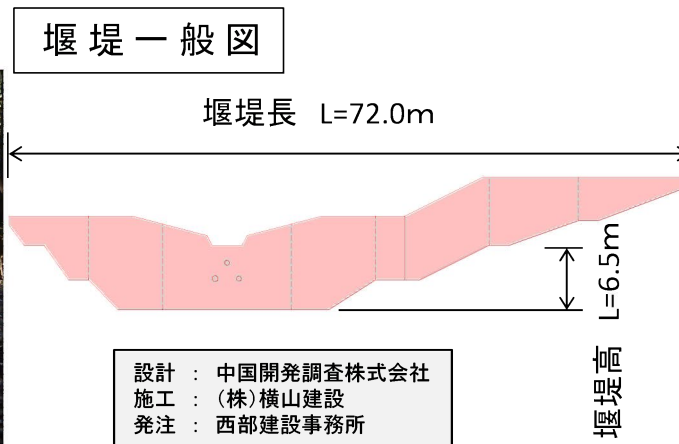 堰堤一般図
堰堤長 L=72.0m
堰堤高 L=6.5m
設計 : 中国開発調査株式会社
施工 : (株)横山建設
発注 : 西部建設事務所